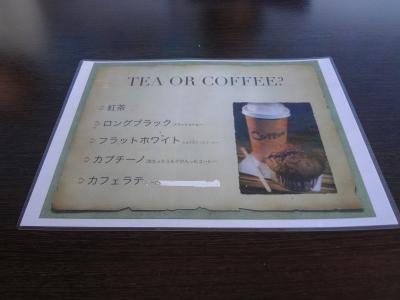 TEA OR COFFEE?
紅茶
ロングブラック
フラットホワイト
カプチーノ
カフェラテ
Coffee